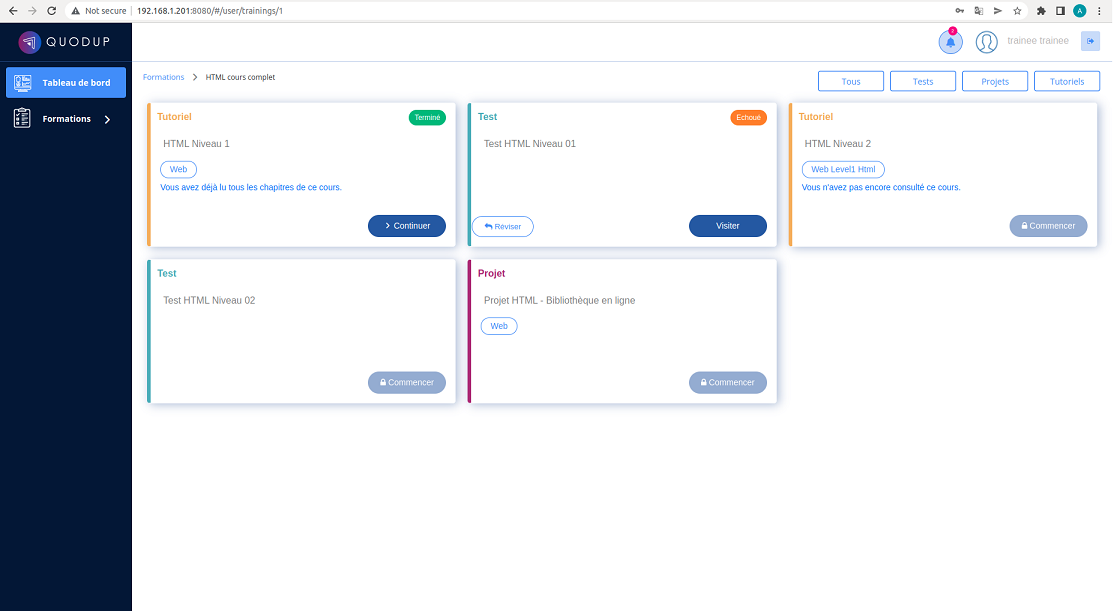 Not secure | 192.168.1.201:8080/#/user/trainings/1
A
QUODUP
2
trainee trainee
Tableau de bord
Formations
Formations > HTML cours complet
Tous
Tests
Projets
Tutoriels
Tutoriel
Terminé
HTML Niveau 1
Web
Vous avez déjà lu tous les chapitres de ce cours.
> Continuer
Test
Echoué
Test HTML Niveau 01
Réviser
Visiter
Tutoriel
HTML Niveau 2
Web Level1 Html
Vous n'avez pas encore consulté ce cours.
Commencer
Test
Test HTML Niveau 02
Commencer
Projet
Projet HTML - Bibliothèque en ligne
Web
Commencer